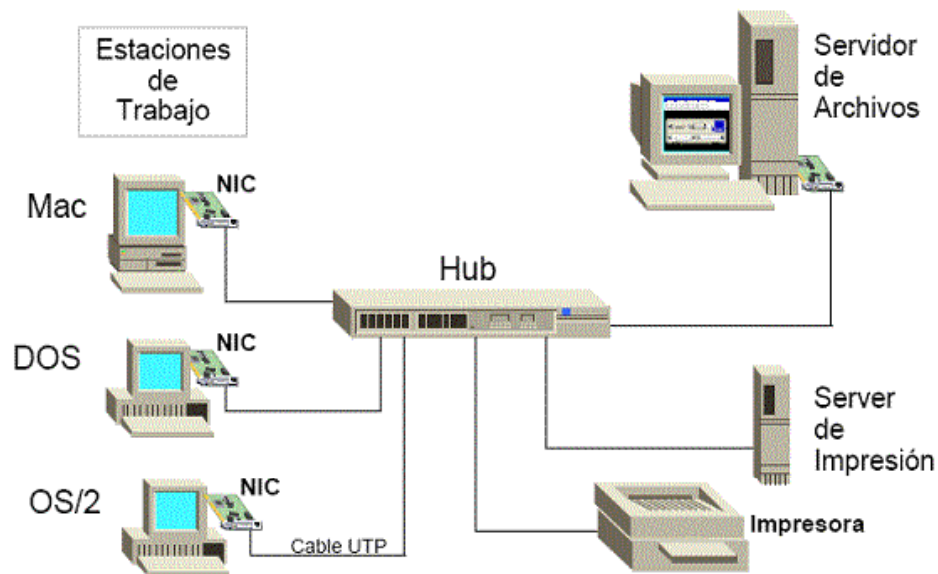 Estaciones
de
Trabajo
Servidor
de
Archivos
Mac
NIC
Hub
DOS
NIC
Server
de
Impresión
OS/2
NIC
Cable UTP
Impresora